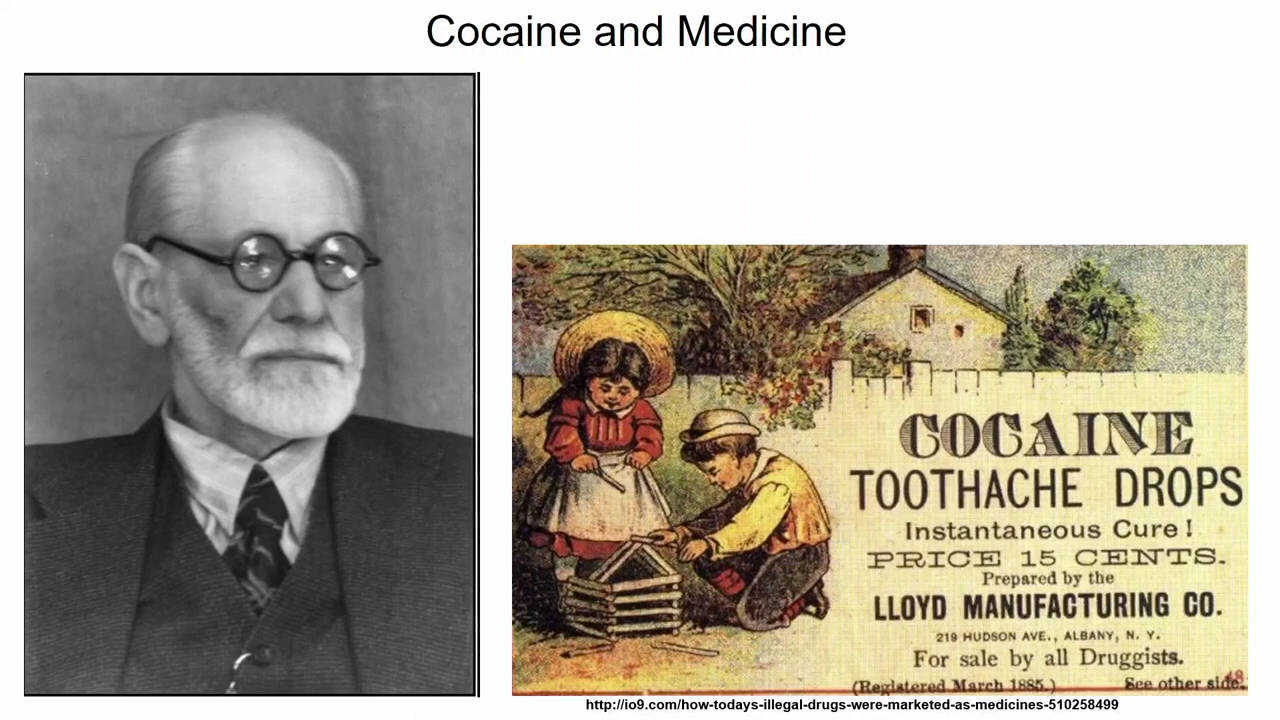 Cocaine and Medicine
COCAINE
TOOTHACHE DROPS
Instantaneous Cure!
PRICE 15 CENTS.
Prepared by the
LLOYD MANUFACTURING CO.
219 HUDSON AVE., ALBANY, N. Y.
For sale by all Druggists.
(Registered March 1885.) See other side.
http://io9.com/how-todays-illegal-drugs-were-marketed-as-medicines-510258499